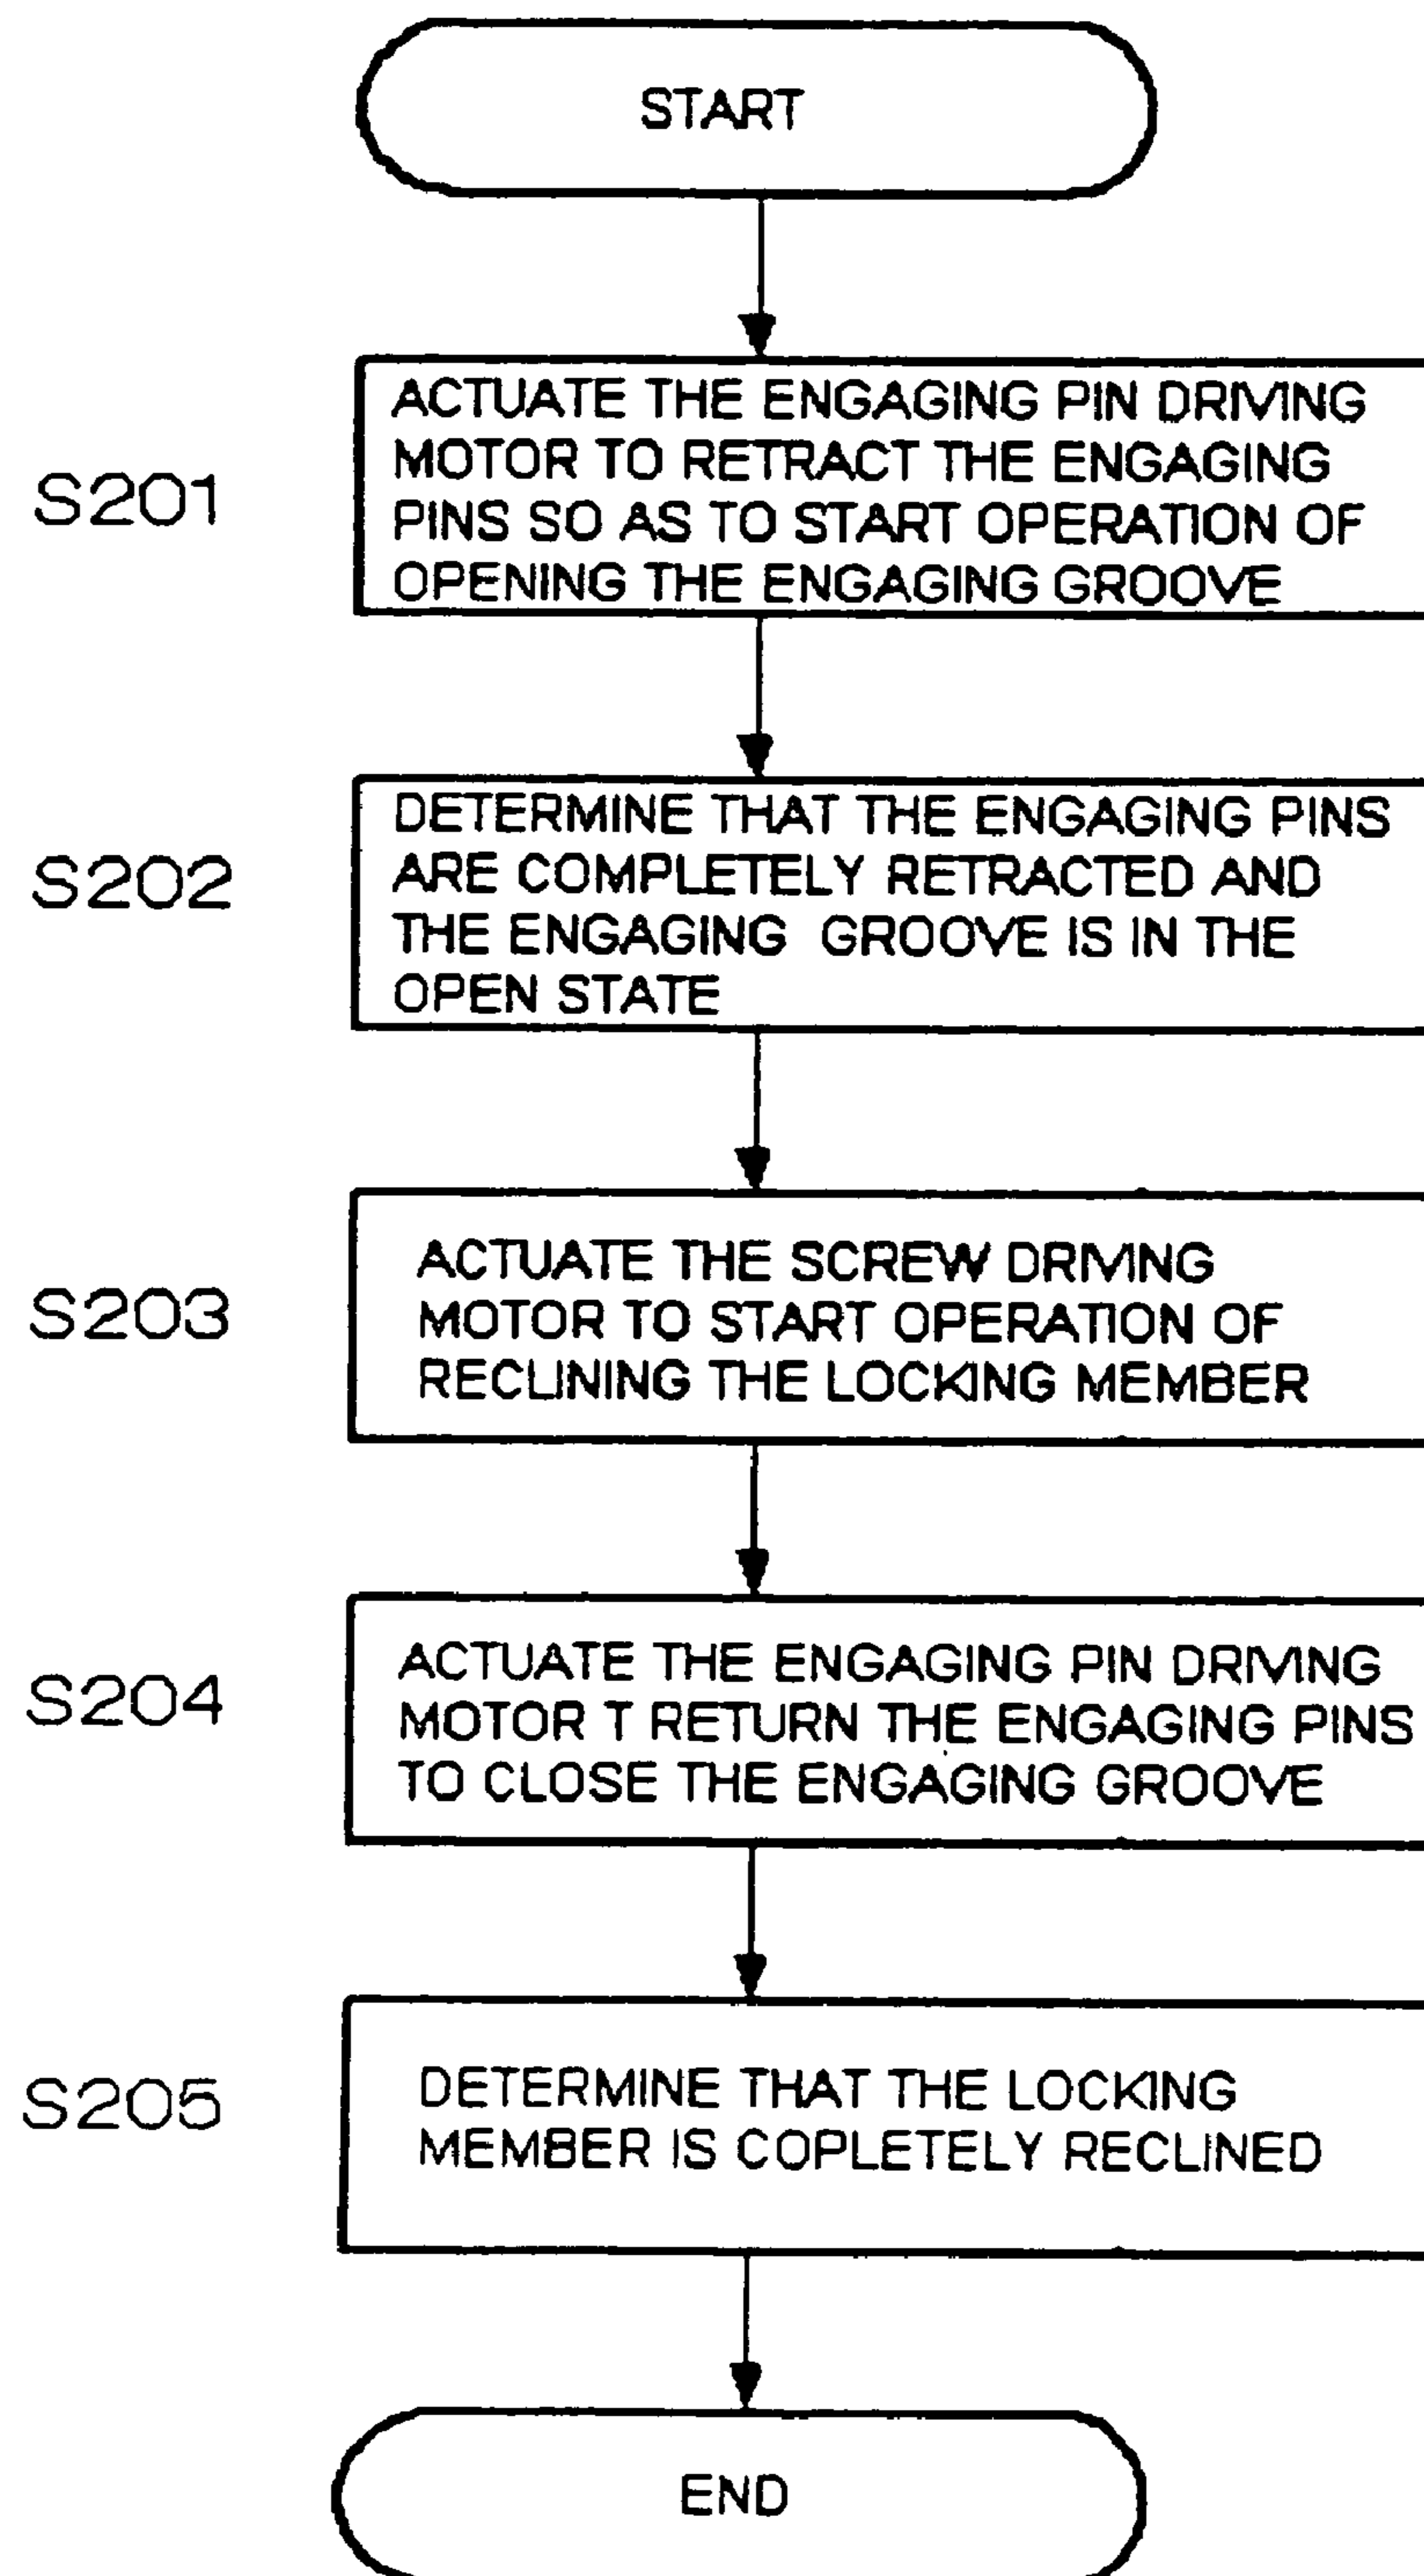 START
S201
ACTUATE THE ENGAGING PIN DRIVING
MOTOR TO RETRACT THE ENGAGING
PINS SO AS TO START OPERATION OF
OPENING THE ENGAGING GROOVE
S202
DETERMINE THAT THE ENGAGING PINS
ARE COMPLETELY RETRACTED AND
THE ENGAGING GROOVE IS IN THE
OPEN STATE
S203
ACTUATE THE SCREW DRIVING
MOTOR TO START OPERATION OF
RECLINING THE LOCKING MEMBER
S204
ACTUATE THE ENGAGING PIN DRIVING
MOTOR T RETURN THE ENGAGING PINS
TO CLOSE THE ENGAGING GROOVE
S205
DETERMINE THAT THE LOCKING
MEMBER IS COPLETELY RECLINED
END